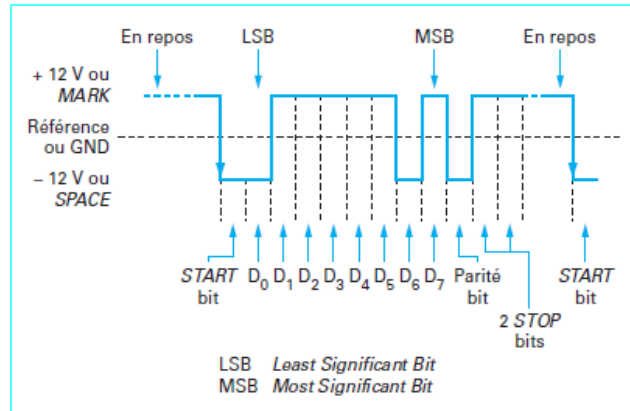 En repos LSB MSB En repos
+ 12 V ou
MARK
Référence
ou GND
– 12 V ou
SPACE
START
bit
D0 D1 D2 D3 D4 D5 D6 D7
Parité
bit
2 STOP
bits
START
bit
LSB Least Significant Bit
MSB Most Significant Bit